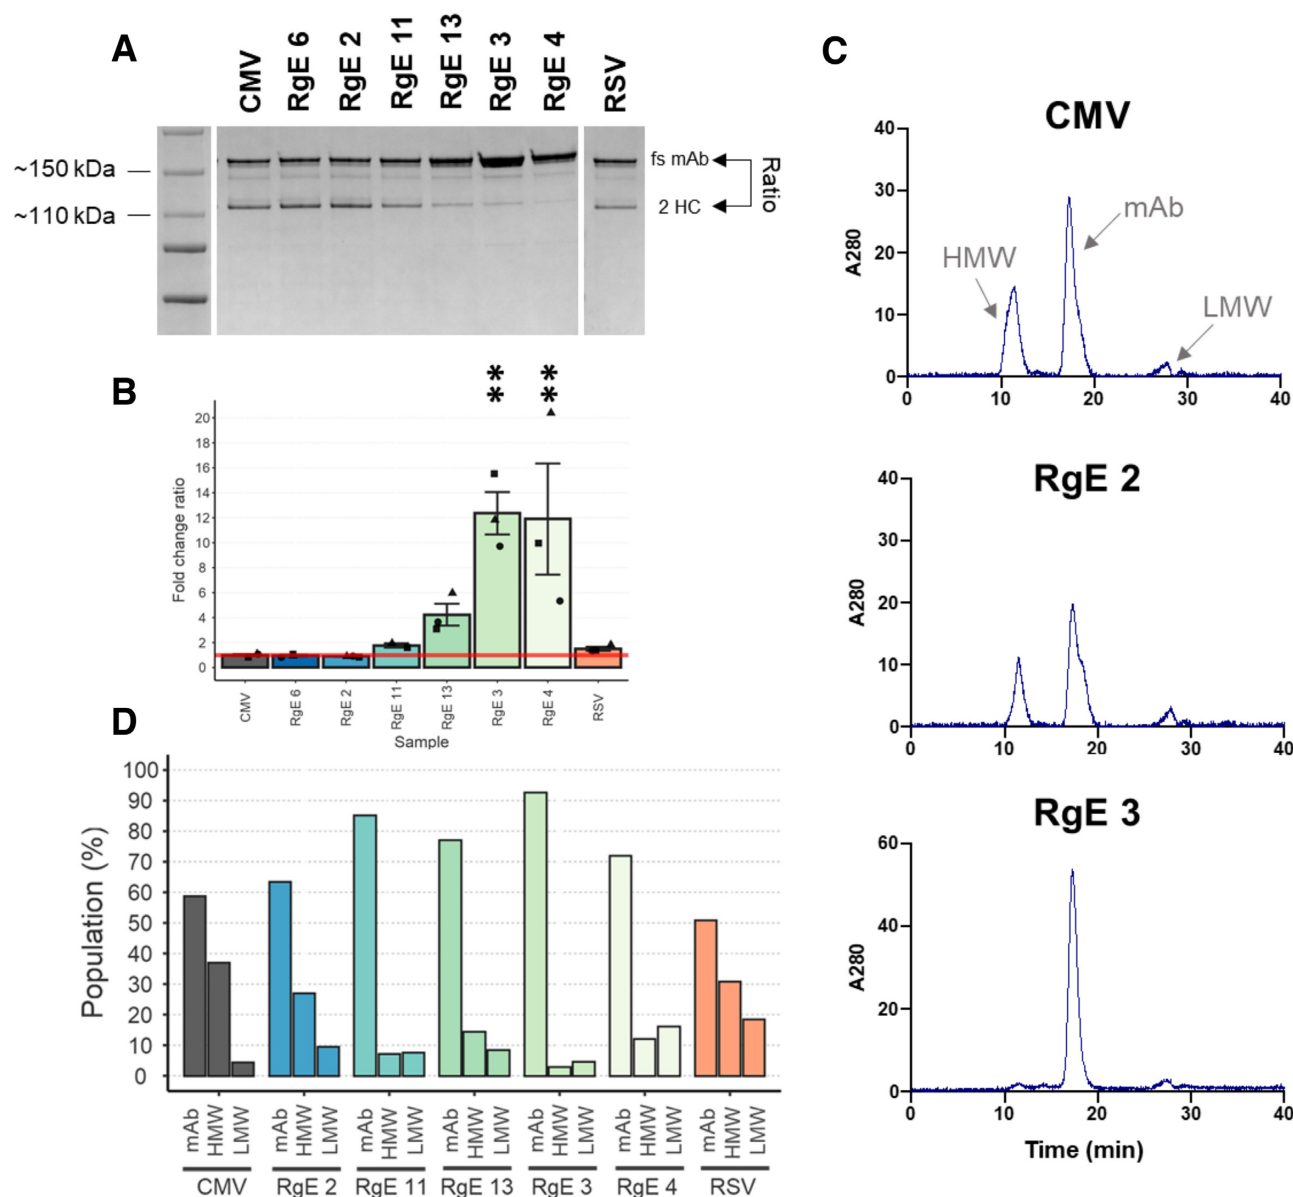 A
CMV
RgE 6
RgE 2
RgE 11
RgE 13
RgE 3
RgE 4
RSV
~150 kDa
~110 kDa
fs mAb
2 HC
Ratio
B
**
**
Fold change ratio
20
18
16
14
12
10
8
6
4
2
0
CMV
RgE 6
RgE 2
RgE 11
RgE 13
RgE 3
RgE 4
RSV
Sample
C
CMV
A280
40
30
20
10
0
HMW
mAb
LMW
0 10 20 30 40
RgE 2
A280
40
30
20
10
0
0 10 20 30 40
RgE 3
A280
60
40
20
0
0 10 20 30 40
Time (min)
D
Population (%)
100
90
80
70
60
50
40
30
20
10
0
mAb HMW LMW mAb HMW LMW mAb HMW LMW mAb HMW LMW mAb HMW LMW mAb HMW LMW mAb HMW LMW
CMV RgE 2 RgE 11 RgE 13 RgE 3 RgE 4 RSV